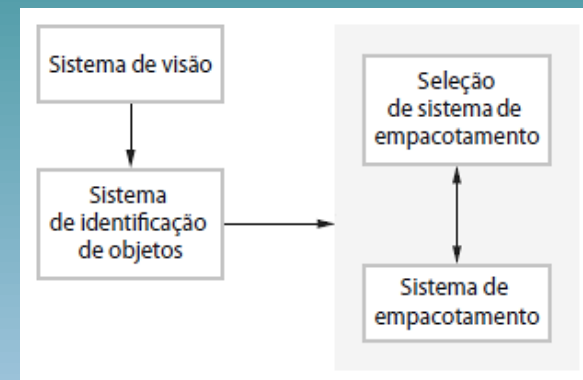 Sistema de visão
Sistema
de identificação
de objetos
Seleção
de sistema de
empacotamento
Sistema de
empacotamento